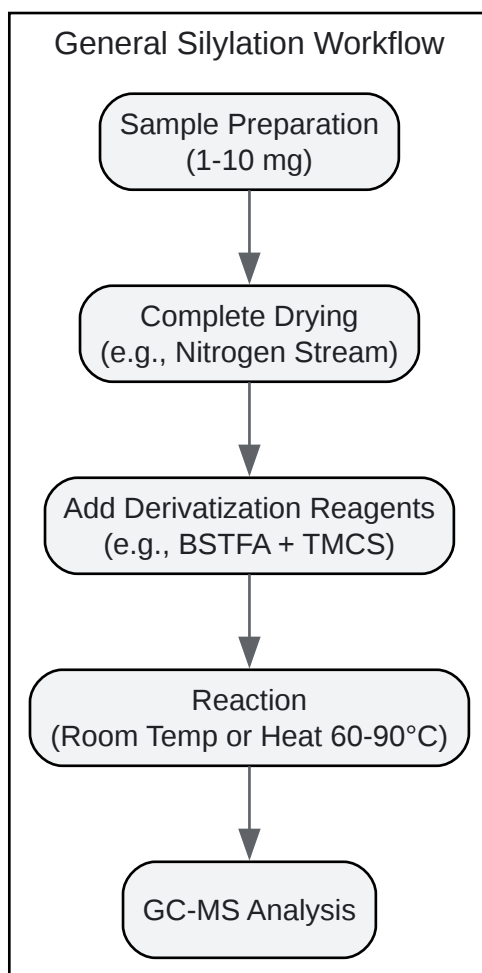 General Silylation Workflow
Sample Preparation
(1-10 mg)
Complete Drying
(e.g., Nitrogen Stream)
Add Derivatization Reagents
(e.g., BSTFA + TMCS)
Reaction
(Room Temp or Heat 60-90°C)
GC-MS Analysis